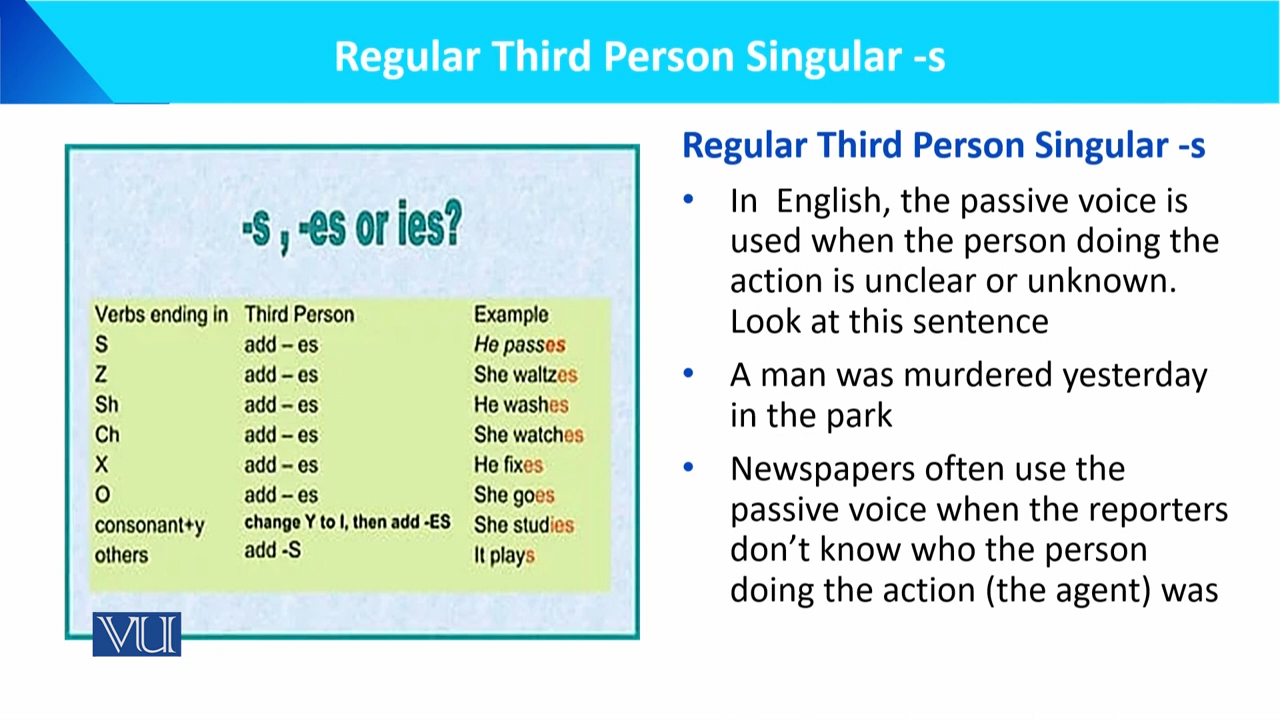 Regular Third Person Singular -s
-s , -es or ies?
Verbs ending in Third Person Example
S add – es He passes
Z add – es She waltzes
Sh add – es He washes
Ch add – es She watches
X add – es He fixes
O add – es She goes
consonant+y change Y to I, then add -ES She studies
others add -S It plays
VU
Regular Third Person Singular -s
• In English, the passive voice is
used when the person doing the
action is unclear or unknown.
Look at this sentence
• A man was murdered yesterday
in the park
• Newspapers often use the
passive voice when the reporters
don’t know who the person
doing the action (the agent) was